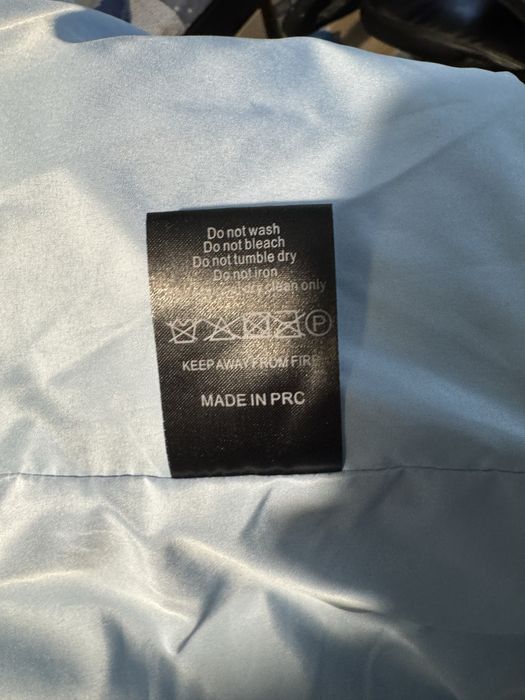 Do not wash
Do not bleach
Do not tumble dry
Do not iron
dry clean only
P
KEEP AWAY FROM FIRE
MADE IN PRC